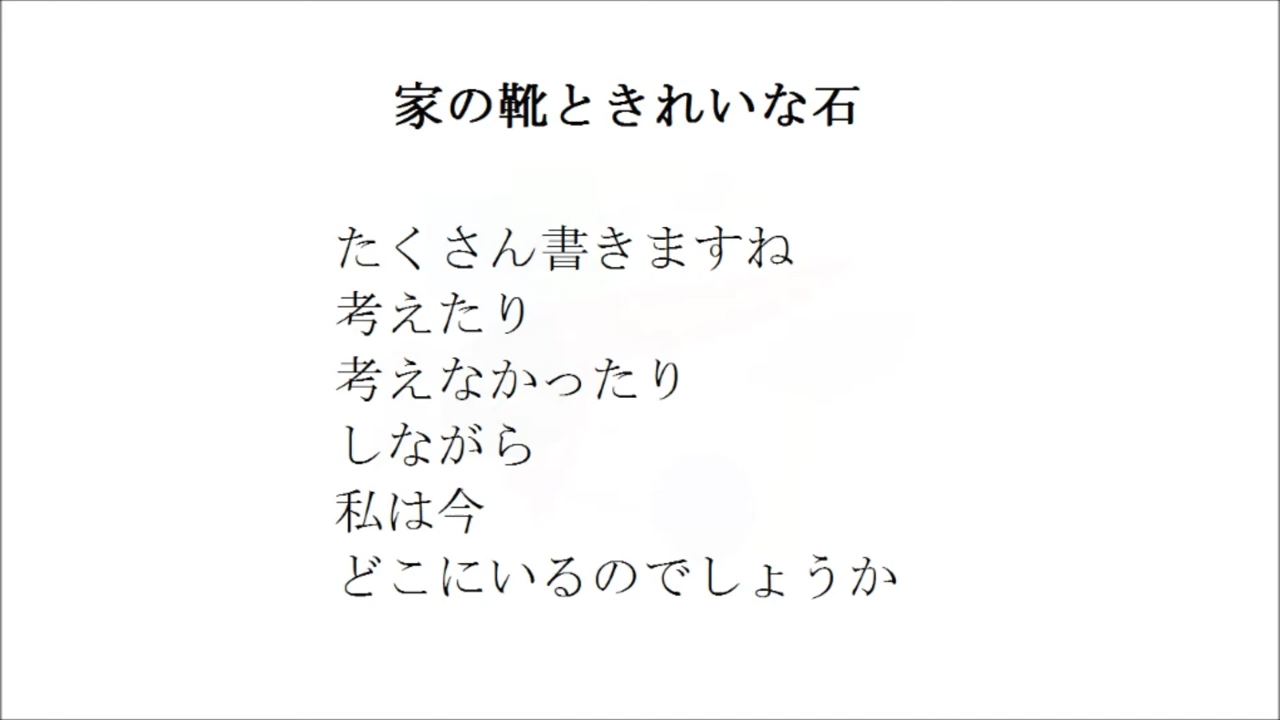 家の靴ときれいな石
たくさん書きますね
考えたり
考えなかったり
しながら
私は今
どこにいるのでしょうか